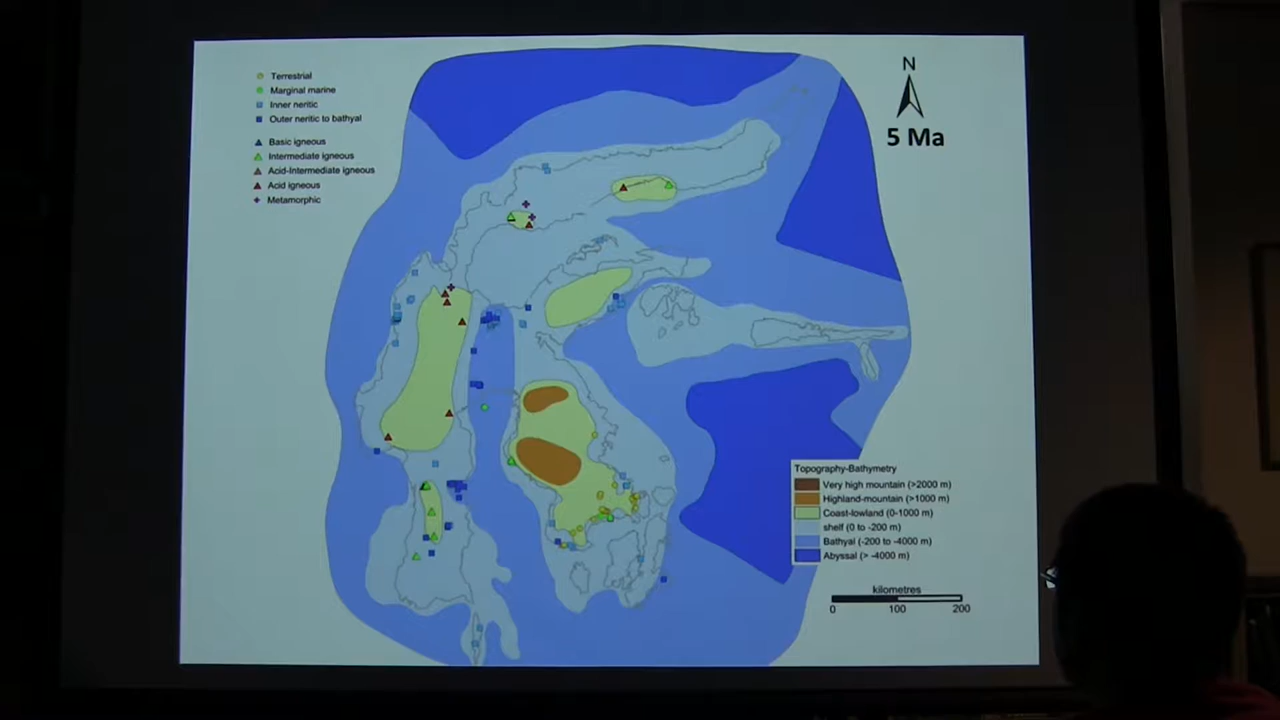 Terrestrial
Marginal marine
Inner neritic
Outer neritic to bathyal
Basic igneous
Intermediate igneous
Acid-Intermediate igneous
Acid igneous
Metamorphic
N
5 Ma
Topography-Bathymetry
Very high mountain (>2000 m)
Highland-mountain (>1000 m)
Coast-lowland (0-1000 m)
shelf (0 to -200 m)
Bathyal (-200 to -4000 m)
Abyssal (> -4000 m)
kilometres
0 100 200